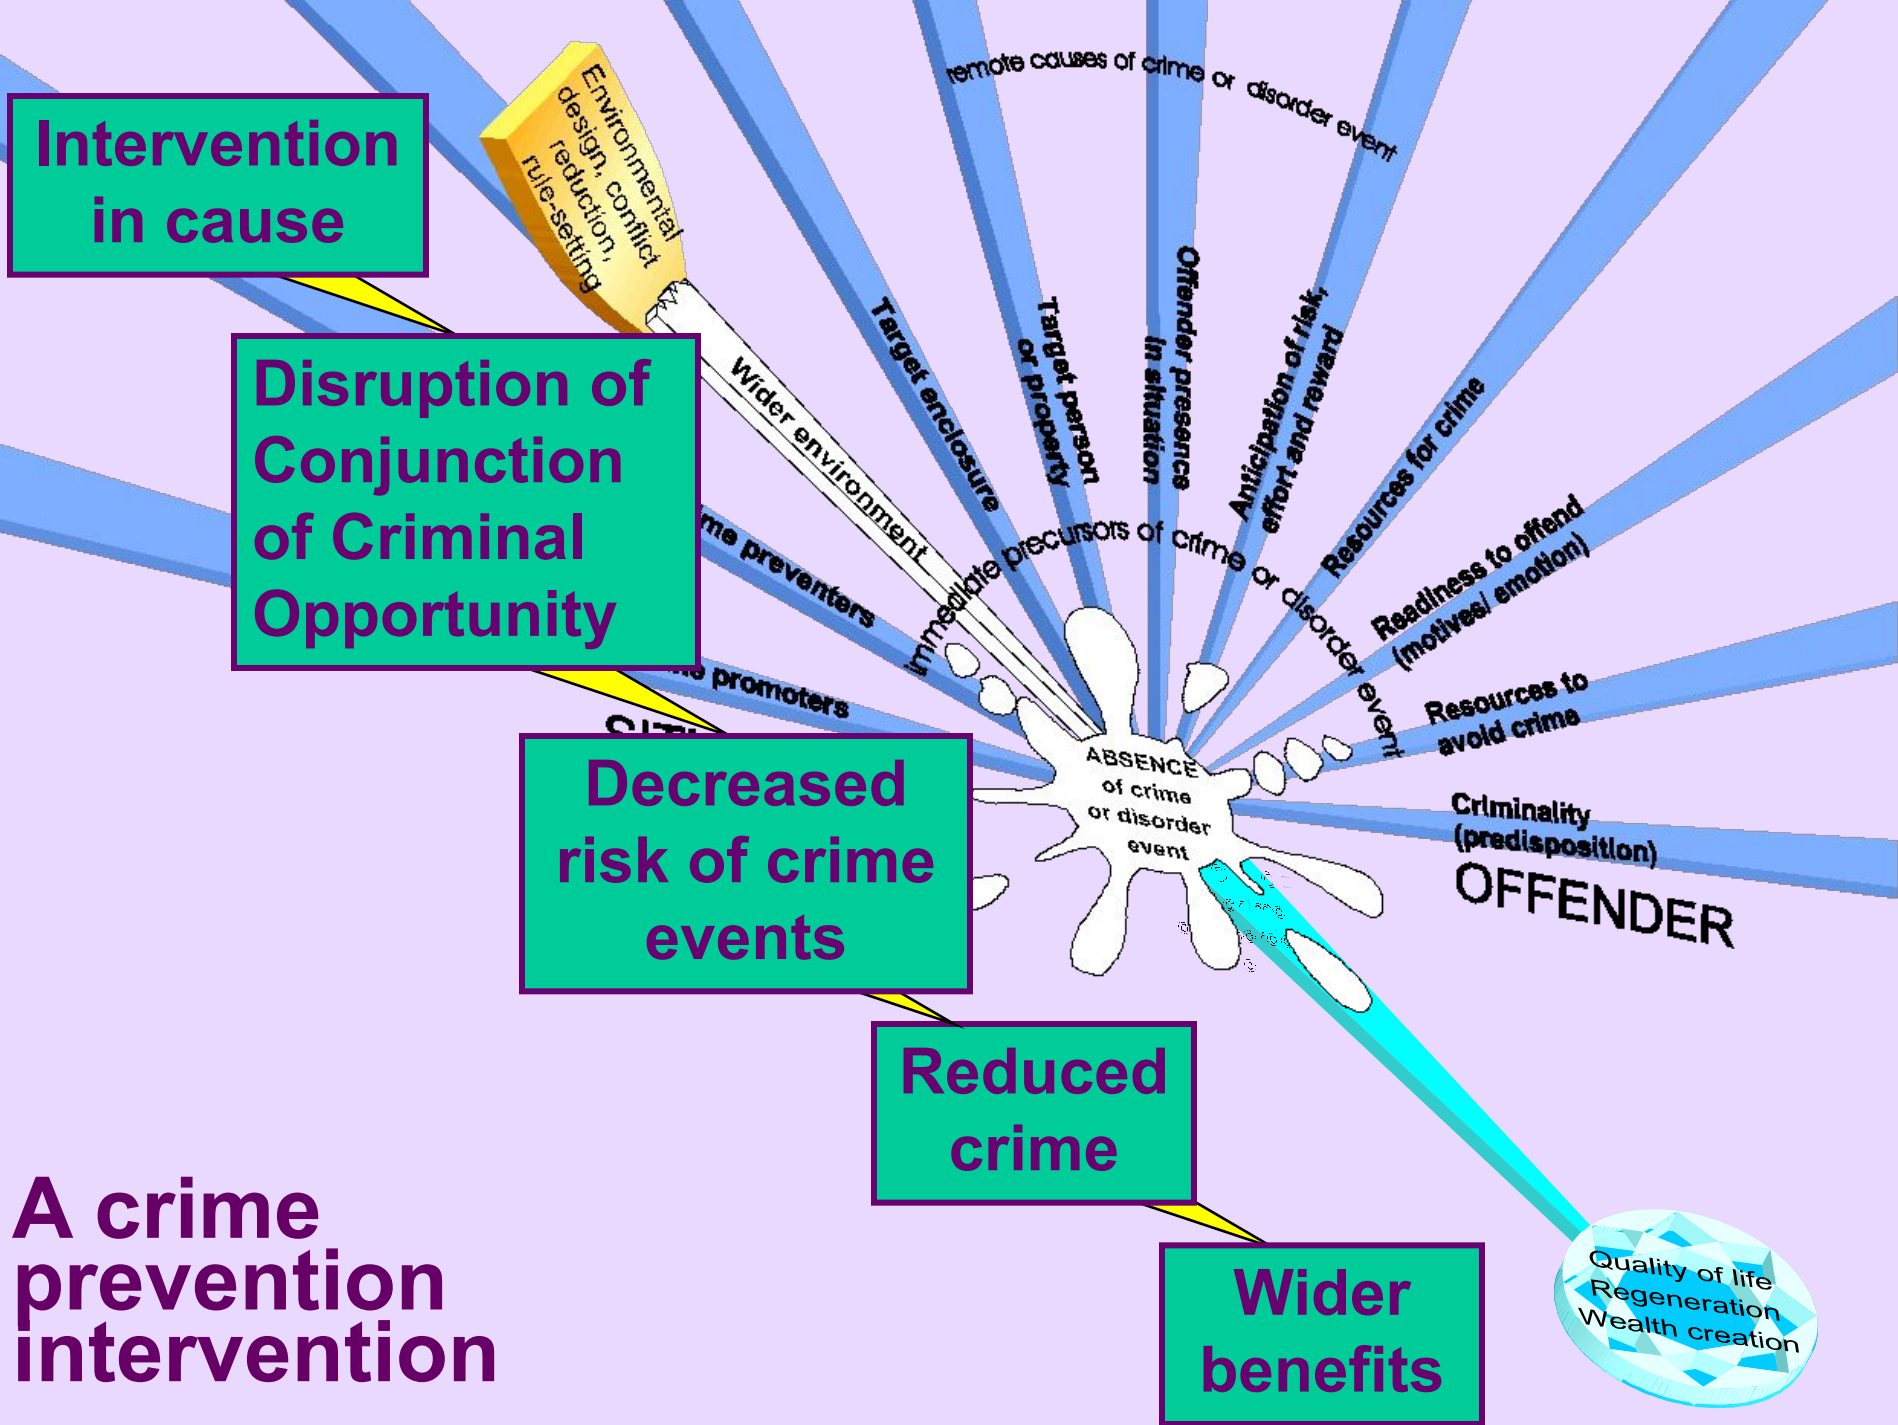 remote causes of crime or disorder event
Intervention
in cause
Environmental
design, conflict
reduction,
rule-setting
Disruption of
Conjunction
of Criminal
Opportunity
Wider environment
Target enclosure
Target person
or property
Offender presence
in situation
Anticipation of risk,
effort and reward
Resources for crime
Readiness to offend
(motives/ emotion)
Resources to
avoid crime
Criminality
(predisposition)
OFFENDER
immediate precursors of crime or disorder event
preventers
promoters
ABSENCE
of crime
or disorder
event
Decreased
risk of crime
events
Reduced
crime
Wider
benefits
Quality of life
Regeneration
Wealth creation
A crime
prevention
intervention